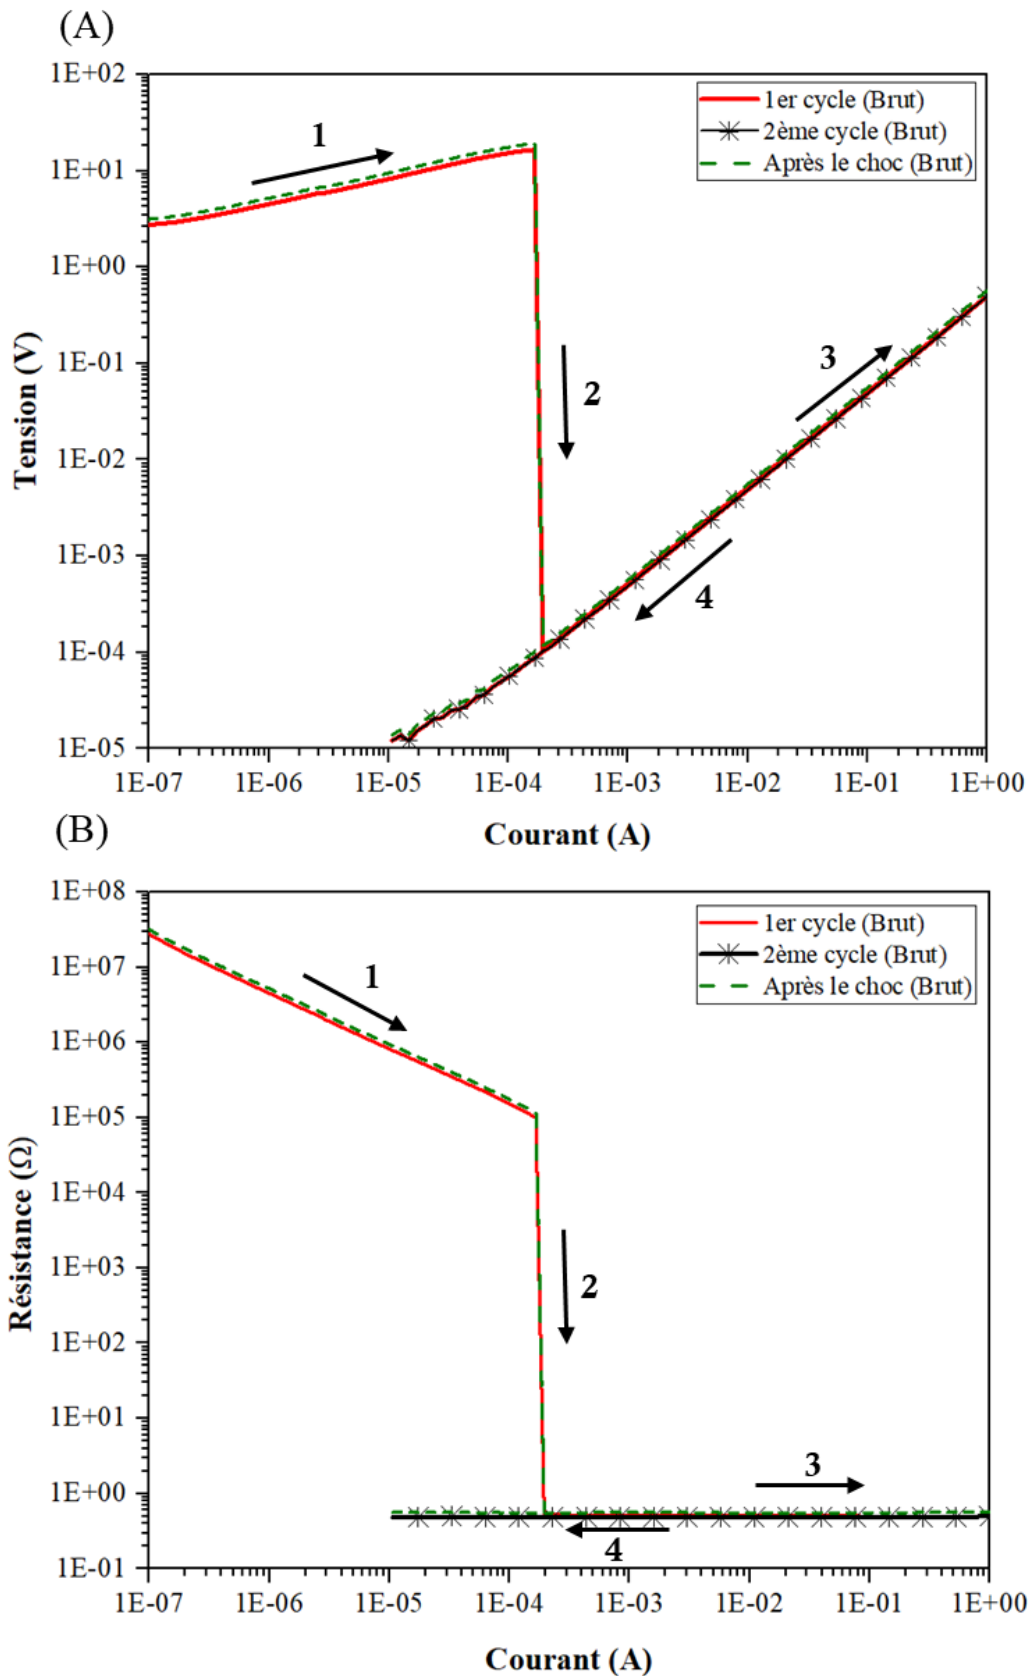 (A)
1E+02
1E+01
1E+00
1E-01
1E-02
1E-03
1E-04
1E-05
Tension (V)
1er cycle (Brut)
2ème cycle (Brut)
Après le choc (Brut)
1
2
3
4
1E-07 1E-06 1E-05 1E-04 1E-03 1E-02 1E-01 1E+00
Courant (A)
(B)
1E+08
1E+07
1E+06
1E+05
1E+04
1E+03
1E+02
1E+01
1E+00
1E-01
Résistance (Ω)
1er cycle (Brut)
2ème cycle (Brut)
Après le choc (Brut)
1
2
3
4
1E-07 1E-06 1E-05 1E-04 1E-03 1E-02 1E-01 1E+00
Courant (A)